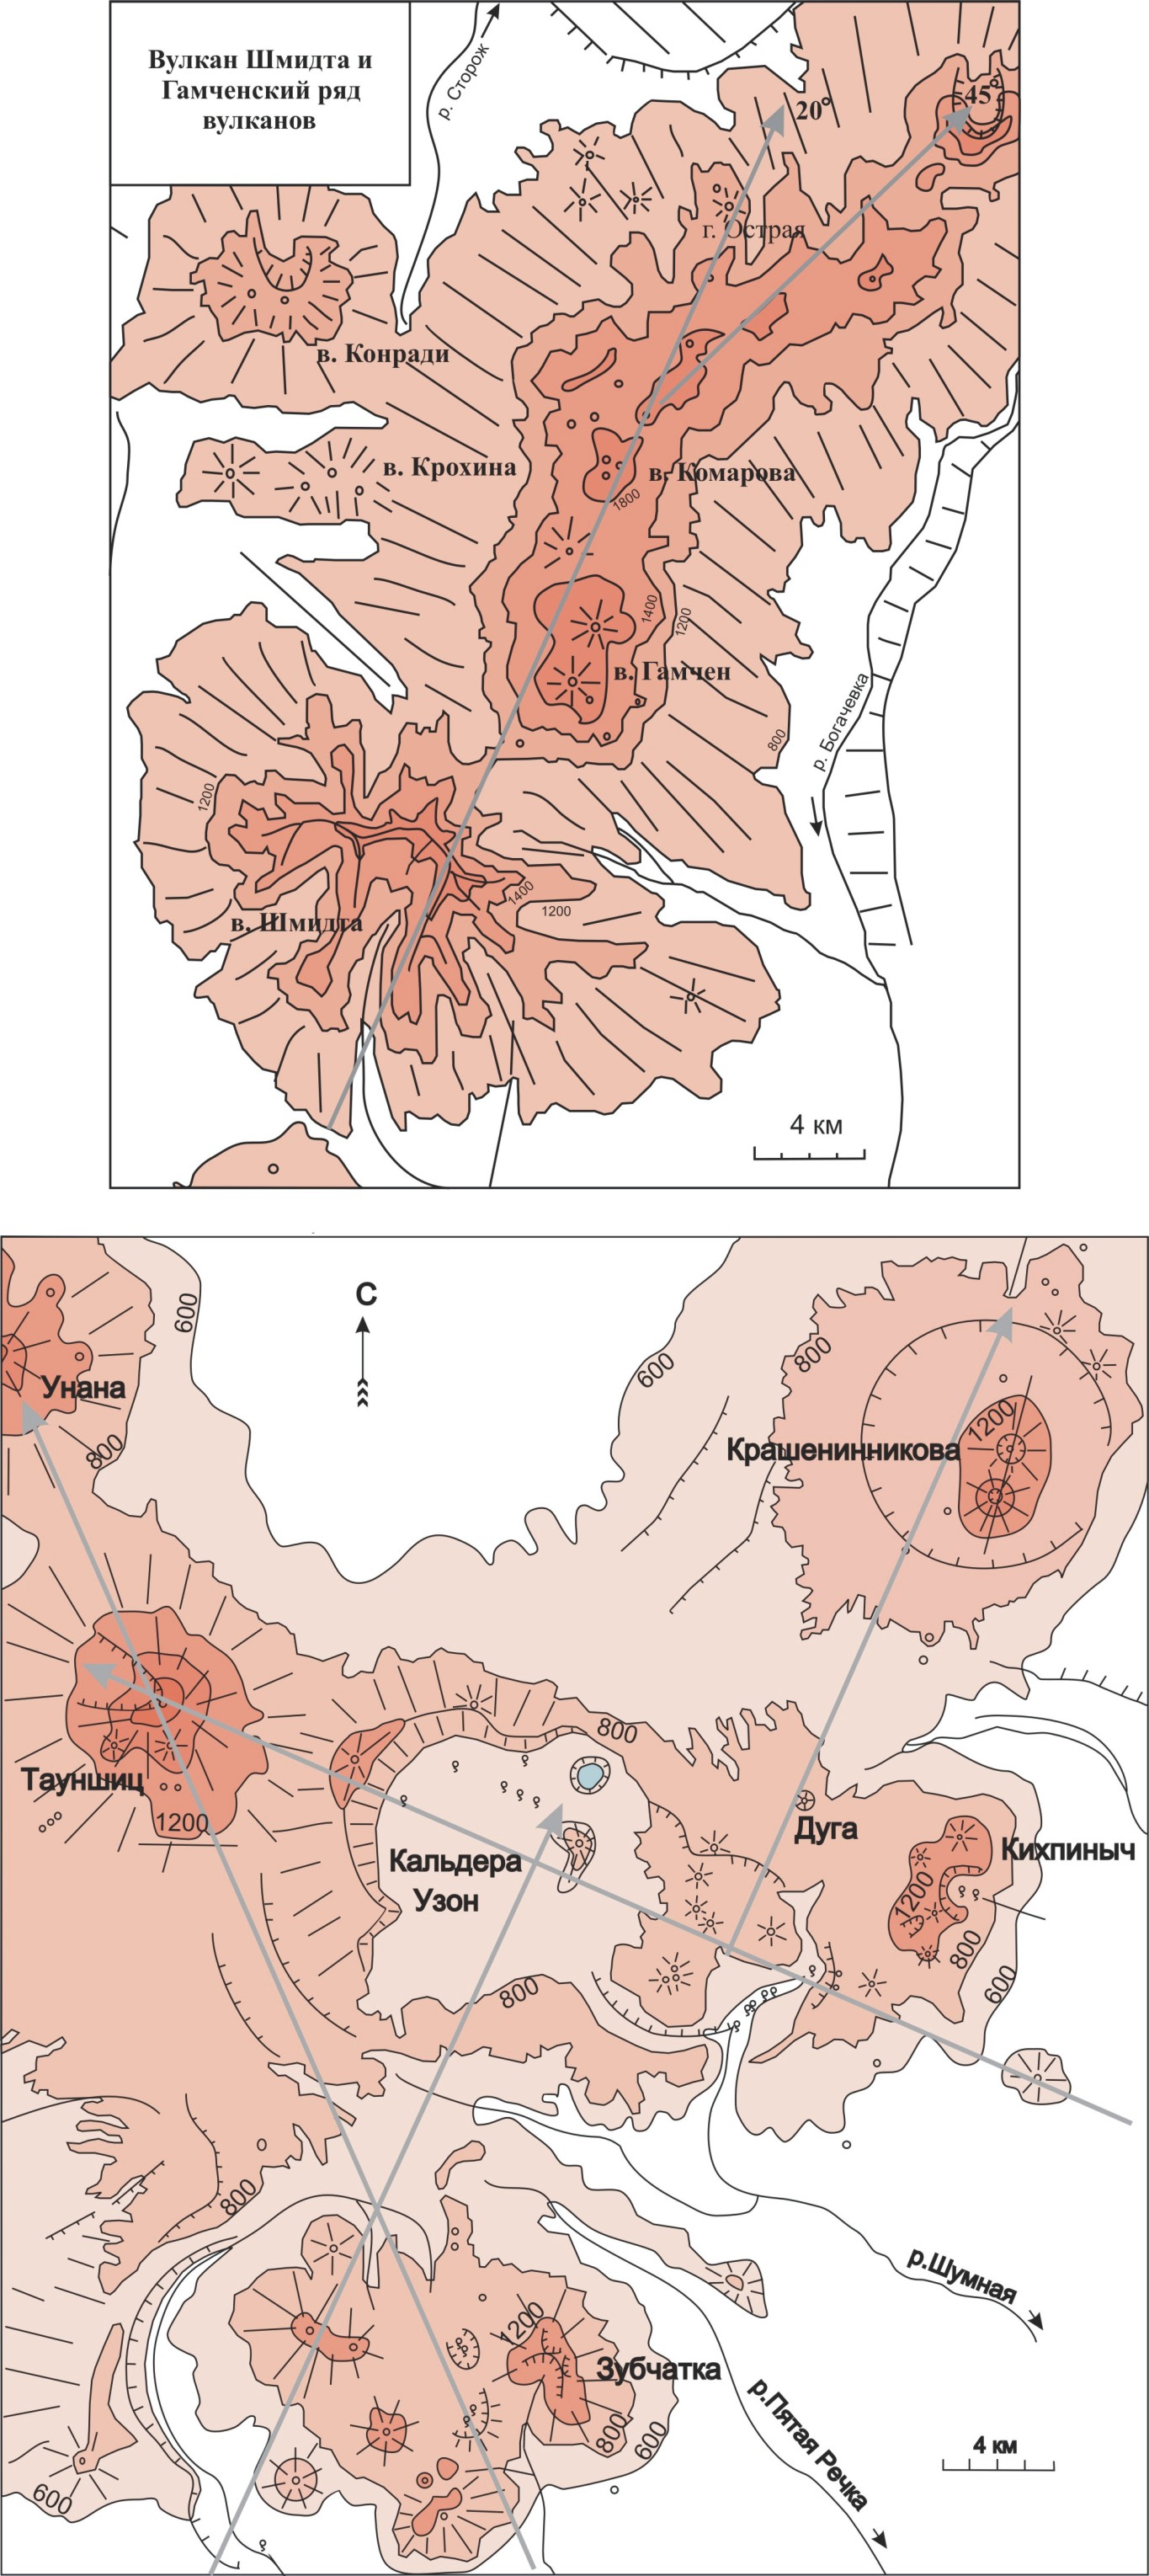 Вулкан Шмидта и
Гамченский ряд
вулканов
р. Сторож
20°
45°
г. Острая
в. Конради
в. Крохина
в. Комарова
1800
1400
1200
в. Гамчен
800
р. Богачевка
1200
1400
1200
в. Шмидта
4 км
С
600
Унана
800
600
800
Крашенинникова
1200
Тауншиц
1200
800
Кальдера
Узон
Дуга
Кихпиныч
1200
800
600
800
800
р.Шумная
1200
Зубчатка
800
600
р.Пятая Речка
4 км
600